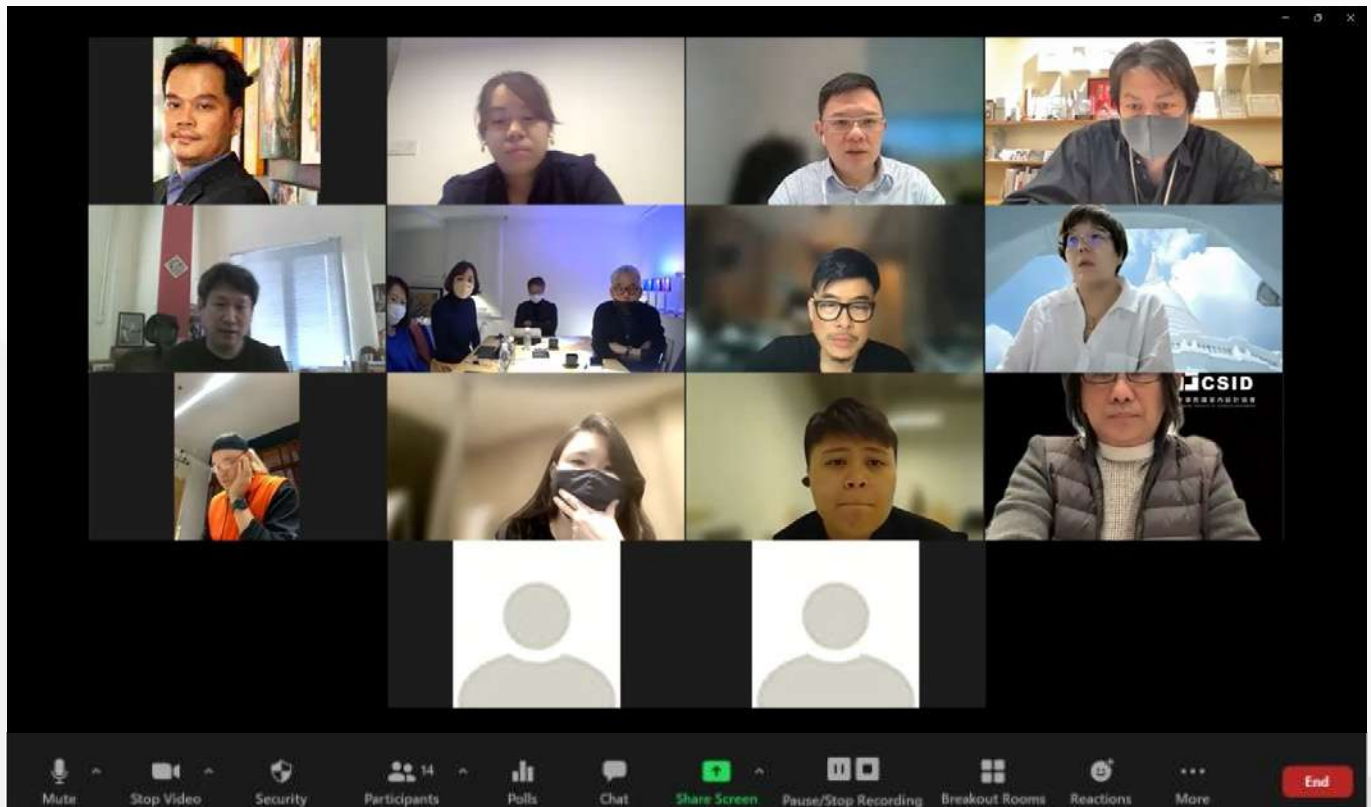 CSID
Mute
Stop Video
Security
14
Participants
Polls
Chat
Share Screen
Pause/Stop Recording
Breakout Rooms
Reactions
More
End